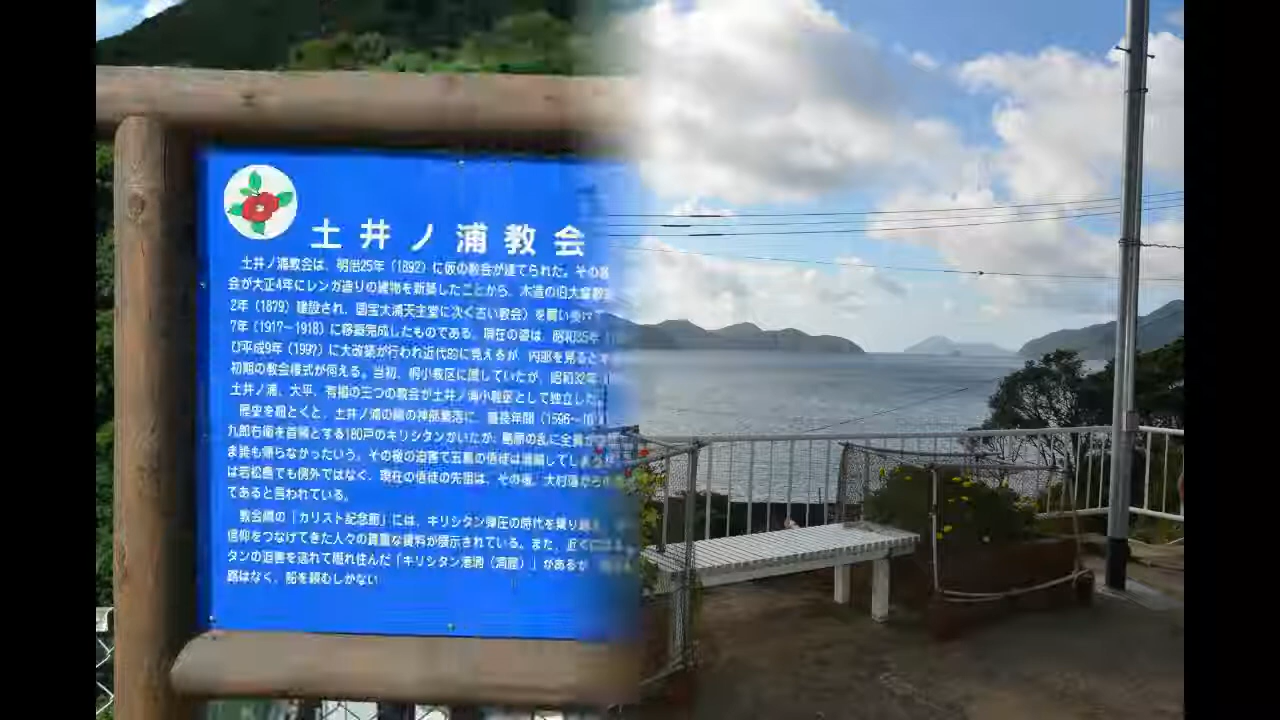 土井ノ浦教会
土井ノ浦教会は、明治25年（1892）に仮の教会が建てられた。その
会が大正4年にレンガ造りの建物を新築したことから、木造の旧大曽教
2年（1879）建設され、国宝大浦天主堂に次ぐ古い教会）を買い受け
7年（1917〜1918）に移築完成したものである。現在の姿は、昭和35年
び平成9年（1997）に大改築が行われ近代的に見えるが、内部を見ると
初期の教会様式が伺える。当初、桐小教区に属していたが、昭和32年
土井ノ浦、大平、有福の三つの教会が土井ノ浦小教区として独立した
歴史を紐とくと、土井ノ浦の隣の神部集落に、慶長年間（1596〜
九郎右衛を首領とする180戸のキリシタンがいたが、島原の乱に全員が
ま誰も帰らなかったいう。その後の迫害で五島の信徒は潰滅してしま
は若松島でも例外ではなく、現在の信徒の先祖は、その後、大村藩から
であると言われている。
教会横の「カリスト記念館」には、キリシタン弾圧の時代を乗り越え
信仰をつなげてきた人々の貴重な資料が展示されている。また、近く
タンの迫害を逃れて隠れ住んだ「キリシタン洞窟（洞窟）」があるが
路はなく、船を頼むしかない